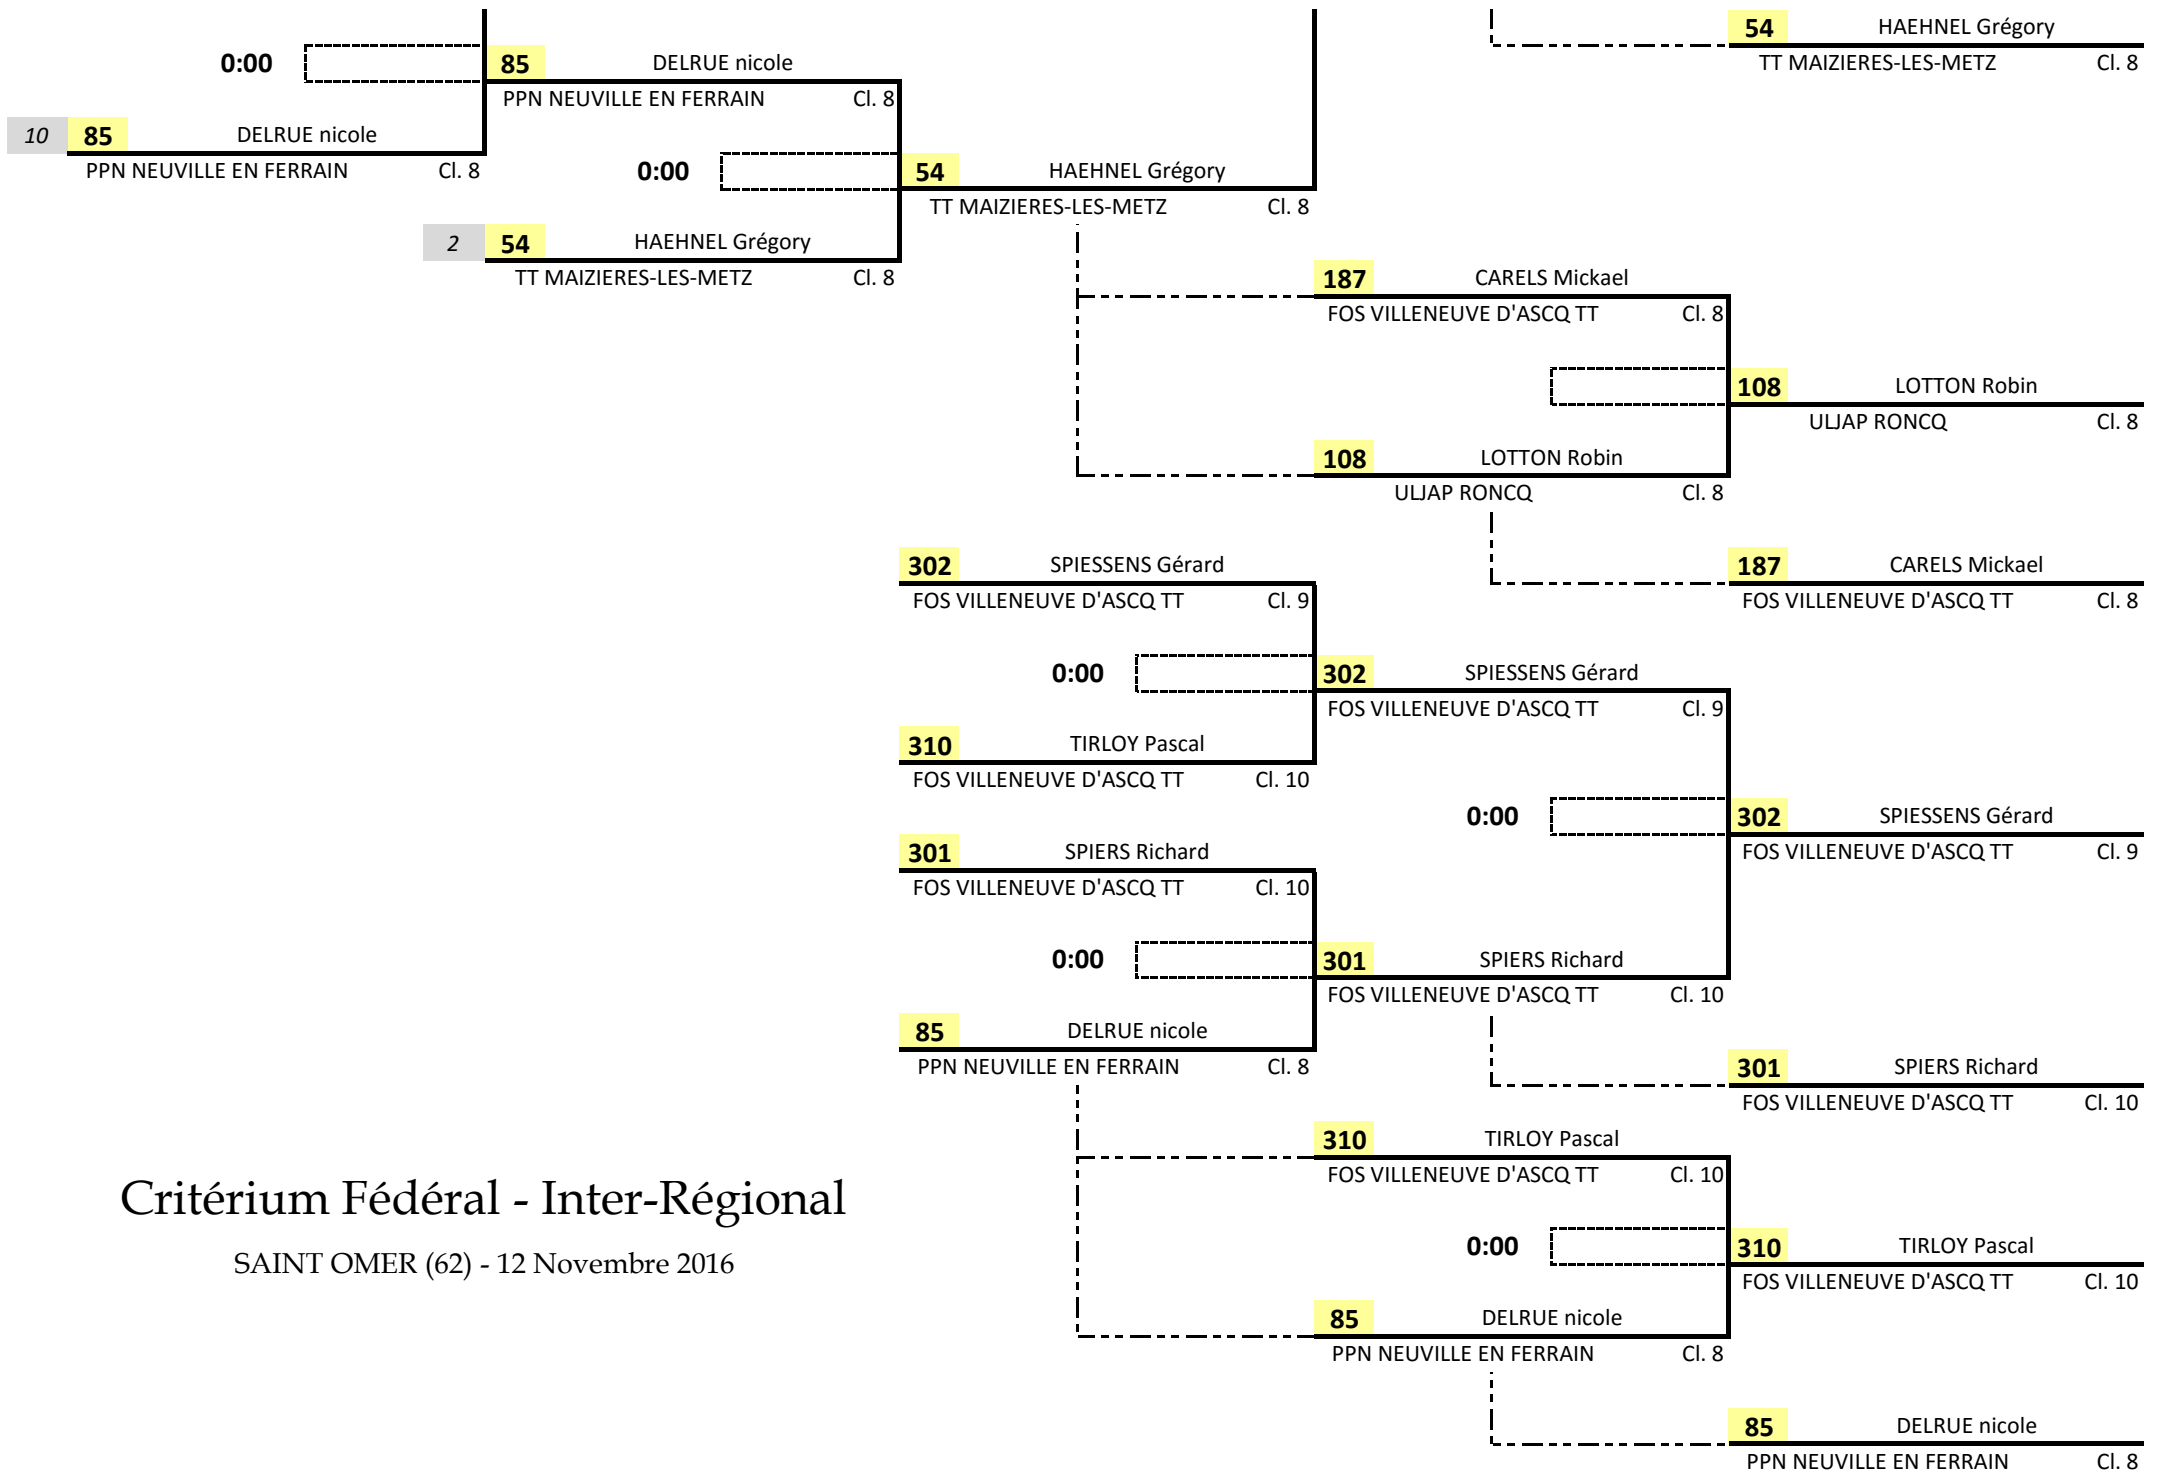 54 HAEHNEL Grégory
0:00 85 DELRUE nicole TT MAIZIERES-LES-METZ Cl. 8
PPN NEUVILLE EN FERRAIN Cl. 8
10 85 DELRUE nicole
PPN NEUVILLE EN FERRAIN Cl. 8 0:00 54 HAEHNEL Grégory
TT MAIZIERES-LES-METZ Cl. 8
2 54 HAEHNEL Grégory
TT MAIZIERES-LES-METZ Cl. 8 187 CARELS Mickael
FOS VILLENEUVE D'ASCQ TT Cl. 8
108 LOTTON Robin
ULJAP RONCQ Cl. 8
108 LOTTON Robin
ULJAP RONCQ Cl. 8
302 SPIESSENS Gérard 187 CARELS Mickael
FOS VILLENEUVE D'ASCQ TT Cl. 9 FOS VILLENEUVE D'ASCQ TT Cl. 8
0:00 302 SPIESSENS Gérard
FOS VILLENEUVE D'ASCQ TT Cl. 9
310 TIRLOY Pascal
FOS VILLENEUVE D'ASCQ TT Cl. 10
0:00 302 SPIESSENS Gérard
301 SPIERS Richard FOS VILLENEUVE D'ASCQ TT Cl. 9
FOS VILLENEUVE D'ASCQ TT Cl. 10
0:00 301 SPIERS Richard
FOS VILLENEUVE D'ASCQ TT Cl. 10
85 DELRUE nicole
PPN NEUVILLE EN FERRAIN Cl. 8 301 SPIERS Richard
FOS VILLENEUVE D'ASCQ TT Cl. 10
310 TIRLOY Pascal
FOS VILLENEUVE D'ASCQ TT Cl. 10
Critérium Fédéral - Inter-Régional
0:00 310 TIRLOY Pascal
SAINT OMER (62) - 12 Novembre 2016 FOS VILLENEUVE D'ASCQ TT Cl. 10
85 DELRUE nicole
PPN NEUVILLE EN FERRAIN Cl. 8
85 DELRUE nicole
PPN NEUVILLE EN FERRAIN Cl. 8